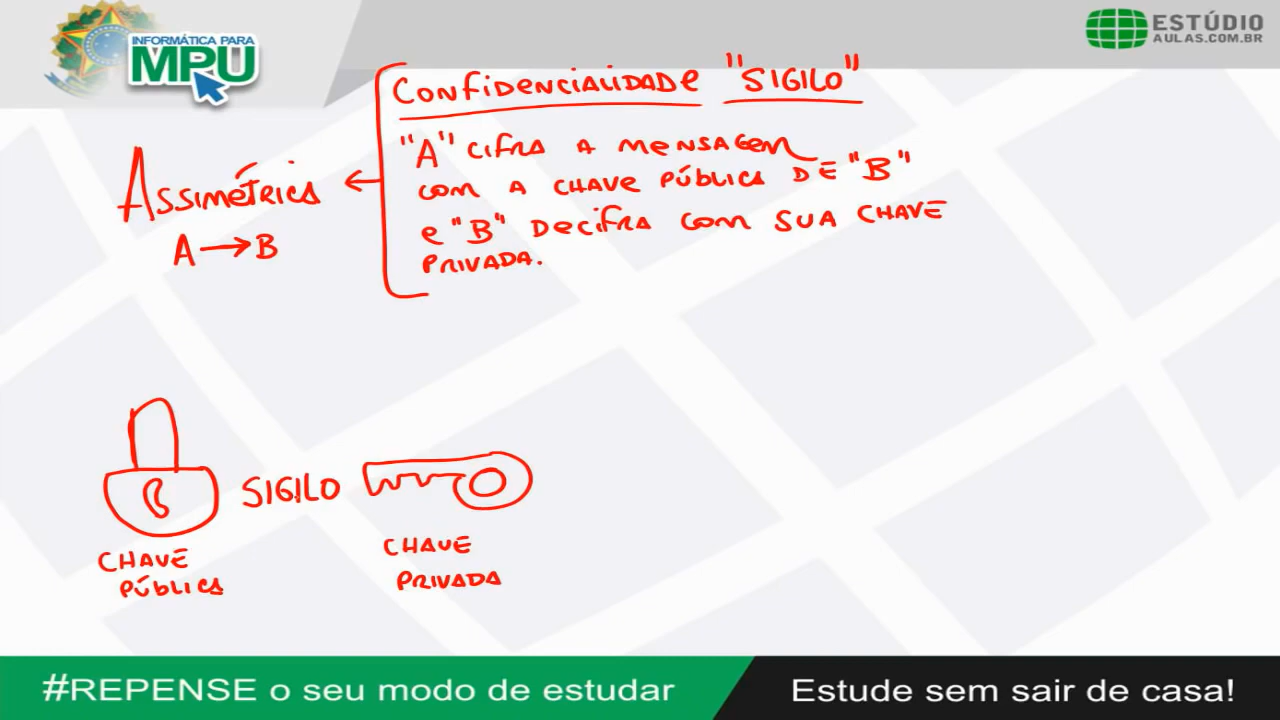 INFORMÁTICA PARA
MPU
ESTÚDIO
AULAS.COM.BR
CONFIDENCIALIDADE "SIGILO"
"A" CIFRA A MENSAGEM
COM A CHAVE PÚBLICA DE "B"
E "B" DECIFRA COM SUA CHAVE
PRIVADA.
ASSIMÉTRICA
A → B
SIGILO
CHAVE
PÚBLICA
CHAVE
PRIVADA
#REPENSE o seu modo de estudar
Estude sem sair de casa!